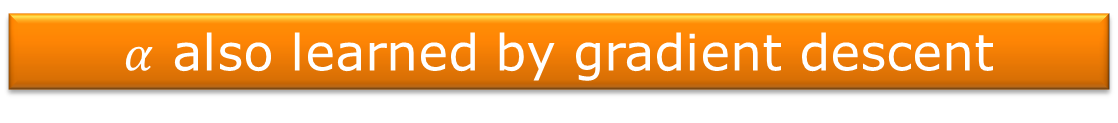 𝛼 also learned by gradient descent